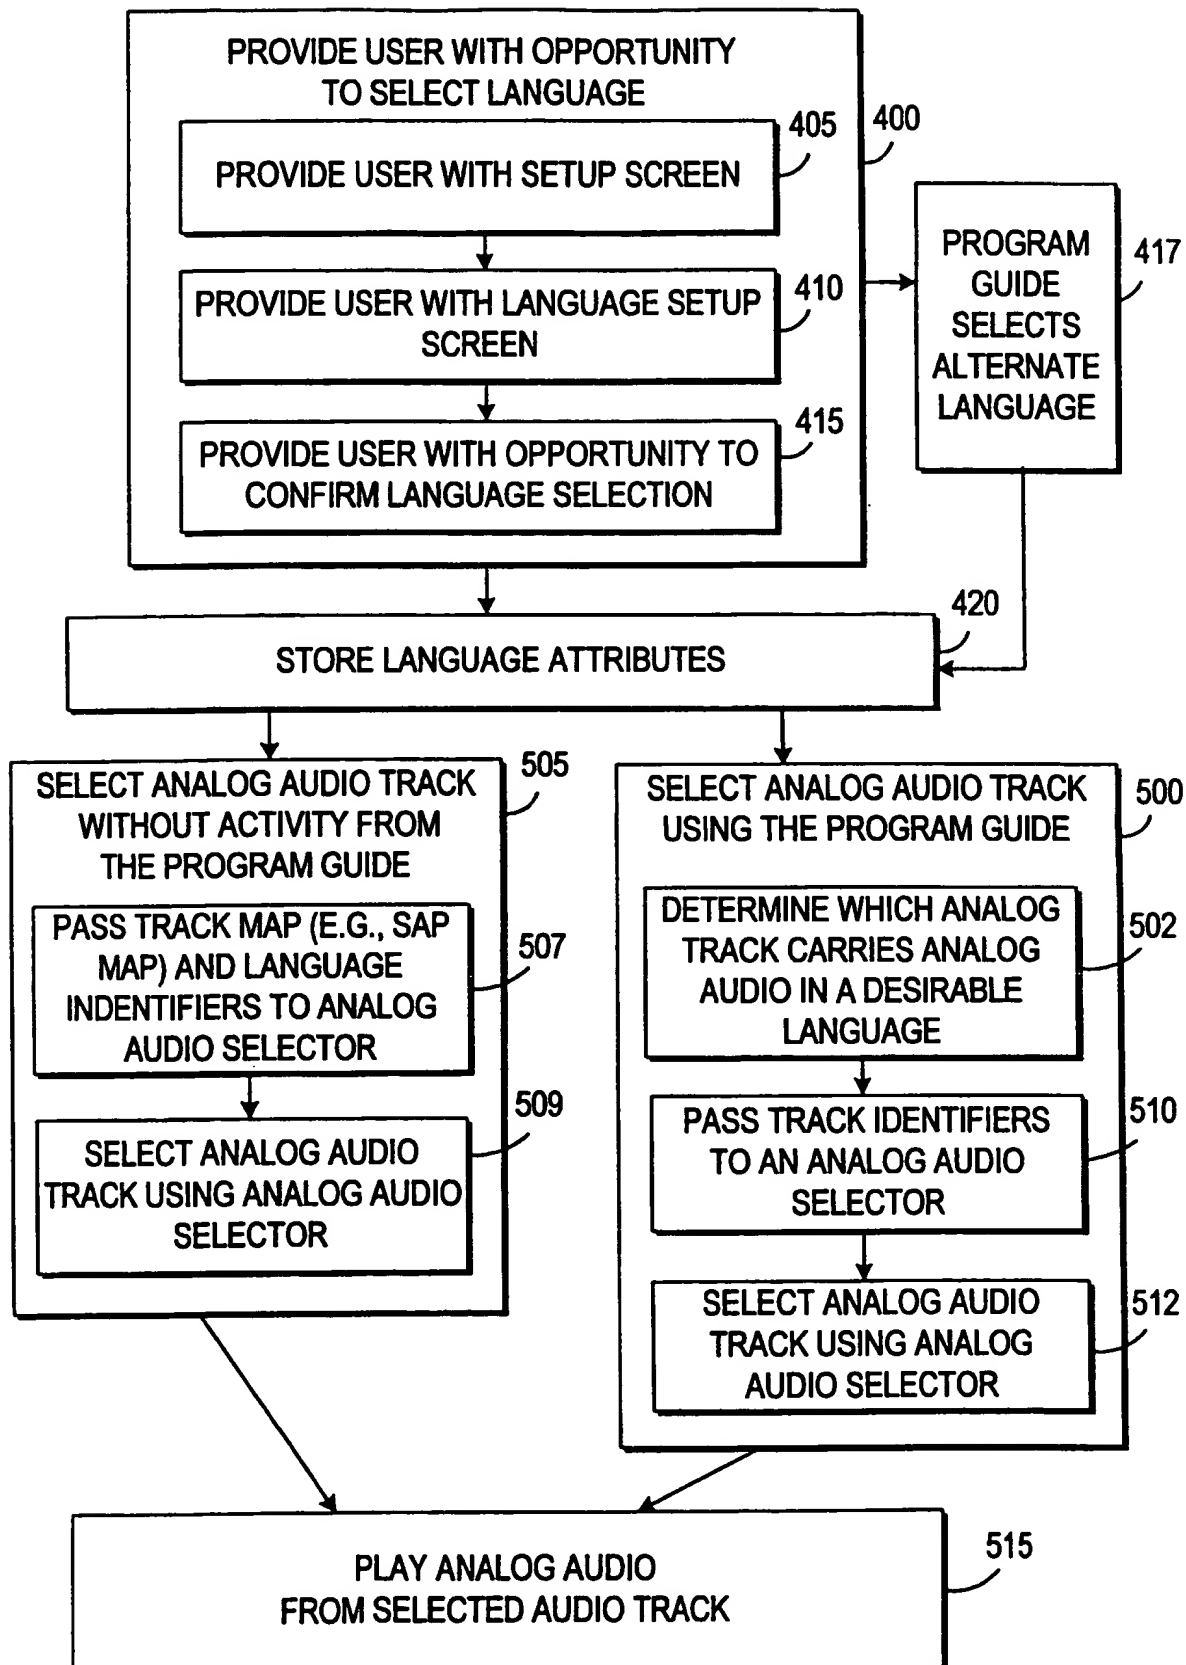 PROVIDE USER WITH OPPORTUNITY
TO SELECT LANGUAGE
400
405
PROVIDE USER WITH SETUP SCREEN
410
PROVIDE USER WITH LANGUAGE SETUP
SCREEN
415
PROVIDE USER WITH OPPORTUNITY TO
CONFIRM LANGUAGE SELECTION
417
PROGRAM
GUIDE
SELECTS
ALTERNATE
LANGUAGE
420
STORE LANGUAGE ATTRIBUTES
505
SELECT ANALOG AUDIO TRACK
WITHOUT ACTIVITY FROM
THE PROGRAM GUIDE
507
PASS TRACK MAP (E.G., SAP
MAP) AND LANGUAGE
INDENTIFIERS TO ANALOG
AUDIO SELECTOR
509
SELECT ANALOG AUDIO
TRACK USING ANALOG AUDIO
SELECTOR
500
SELECT ANALOG AUDIO TRACK
USING THE PROGRAM GUIDE
502
DETERMINE WHICH ANALOG
TRACK CARRIES ANALOG
AUDIO IN A DESIRABLE
LANGUAGE
510
PASS TRACK IDENTIFIERS
TO AN ANALOG AUDIO
SELECTOR
512
SELECT ANALOG AUDIO
TRACK USING ANALOG
AUDIO SELECTOR
515
PLAY ANALOG AUDIO
FROM SELECTED AUDIO TRACK